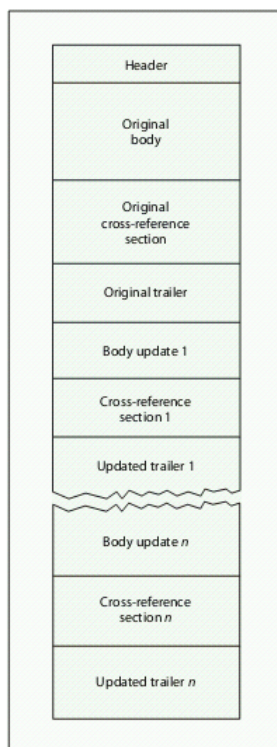 Header
Original
body
Original
cross-reference
section
Original trailer
Body update 1
Cross-reference
section 1
Updated trailer 1
Body update n
Cross-reference
section n
Updated trailer n